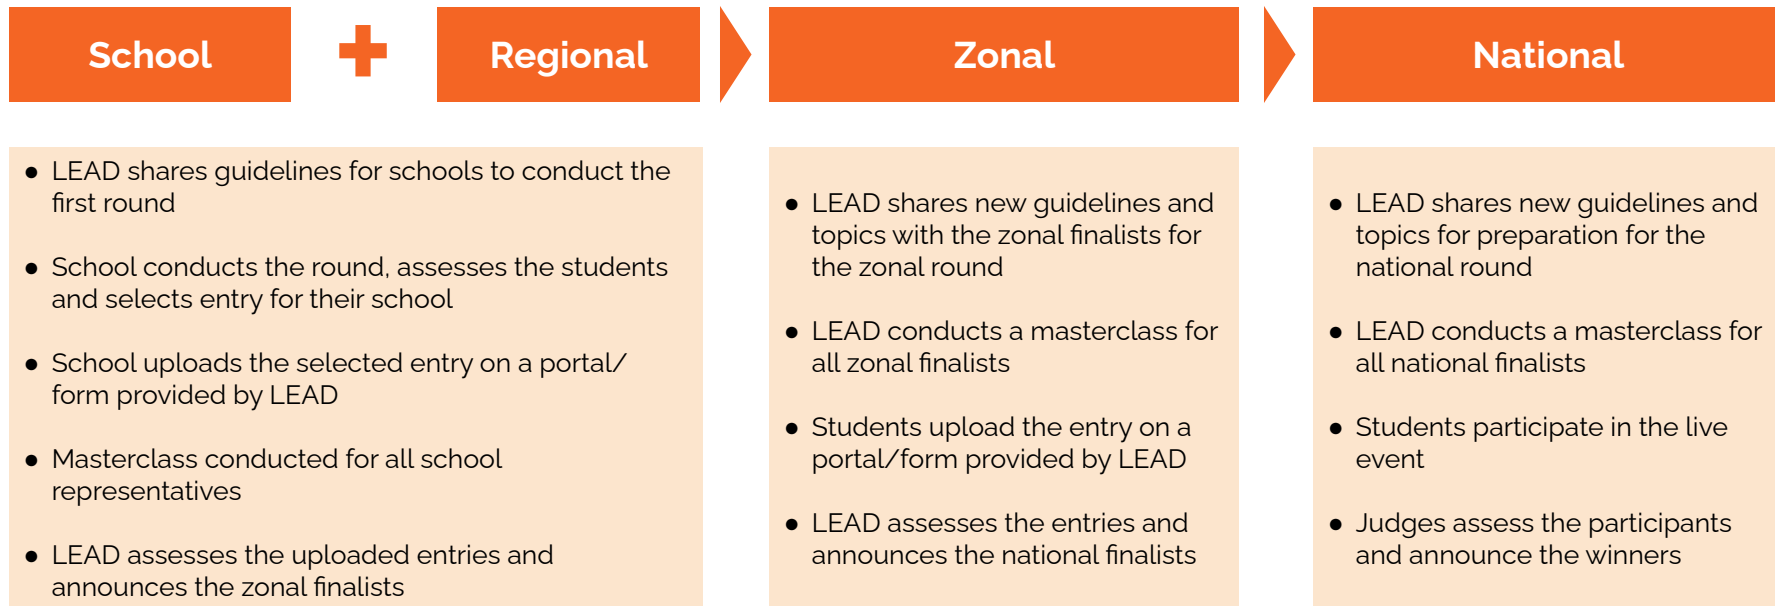 School
Regional
Zonal
National
● LEAD shares guidelines for schools to conduct the
first round
● School conducts the round, assesses the students
and selects entry for their school
● School uploads the selected entry on a portal/
form provided by LEAD
● Masterclass conducted for all school
representatives
● LEAD assesses the uploaded entries and
announces the zonal finalists
● LEAD shares new guidelines and
topics with the zonal finalists for
the zonal round
● LEAD conducts a masterclass for
all zonal finalists
● Students upload the entry on a
portal/form provided by LEAD
● LEAD assesses the entries and
announces the national finalists
● LEAD shares new guidelines and
topics for preparation for the
national round
● LEAD conducts a masterclass for
all national finalists
● Students participate in the live
event
● Judges assess the participants
and announce the winners